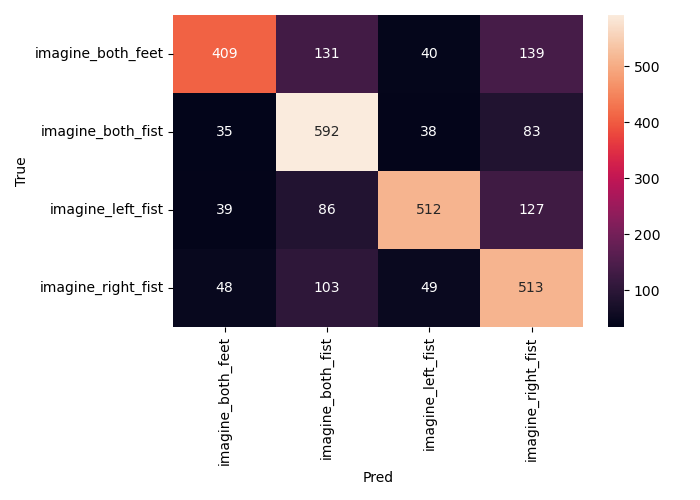 imagine_both_feet 409 131 40 139
imagine_both_fist 35 592 38 83
imagine_left_fist 39 86 512 127
imagine_right_fist 48 103 49 513
True
imagine_both_feet
imagine_both_fist
imagine_left_fist
imagine_right_fist
Pred
500
400
300
200
100